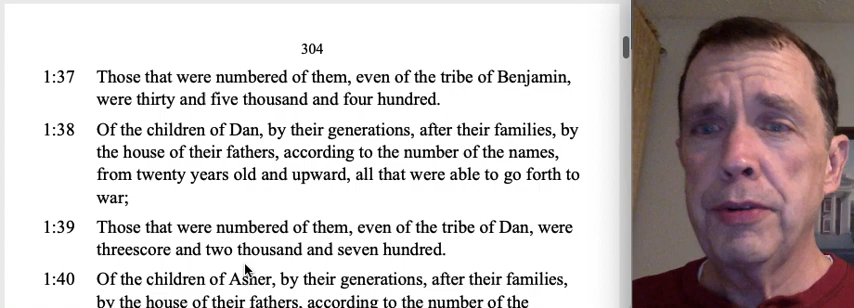 304
1:37 Those that were numbered of them, even of the tribe of Benjamin,
were thirty and five thousand and four hundred.
1:38 Of the children of Dan, by their generations, after their families, by
the house of their fathers, according to the number of the names,
from twenty years old and upward, all that were able to go forth to
war;
1:39 Those that were numbered of them, even of the tribe of Dan, were
threescore and two thousand and seven hundred.
1:40 Of the children of Asher, by their generations, after their families,
by the house of their fathers, according to the number of the